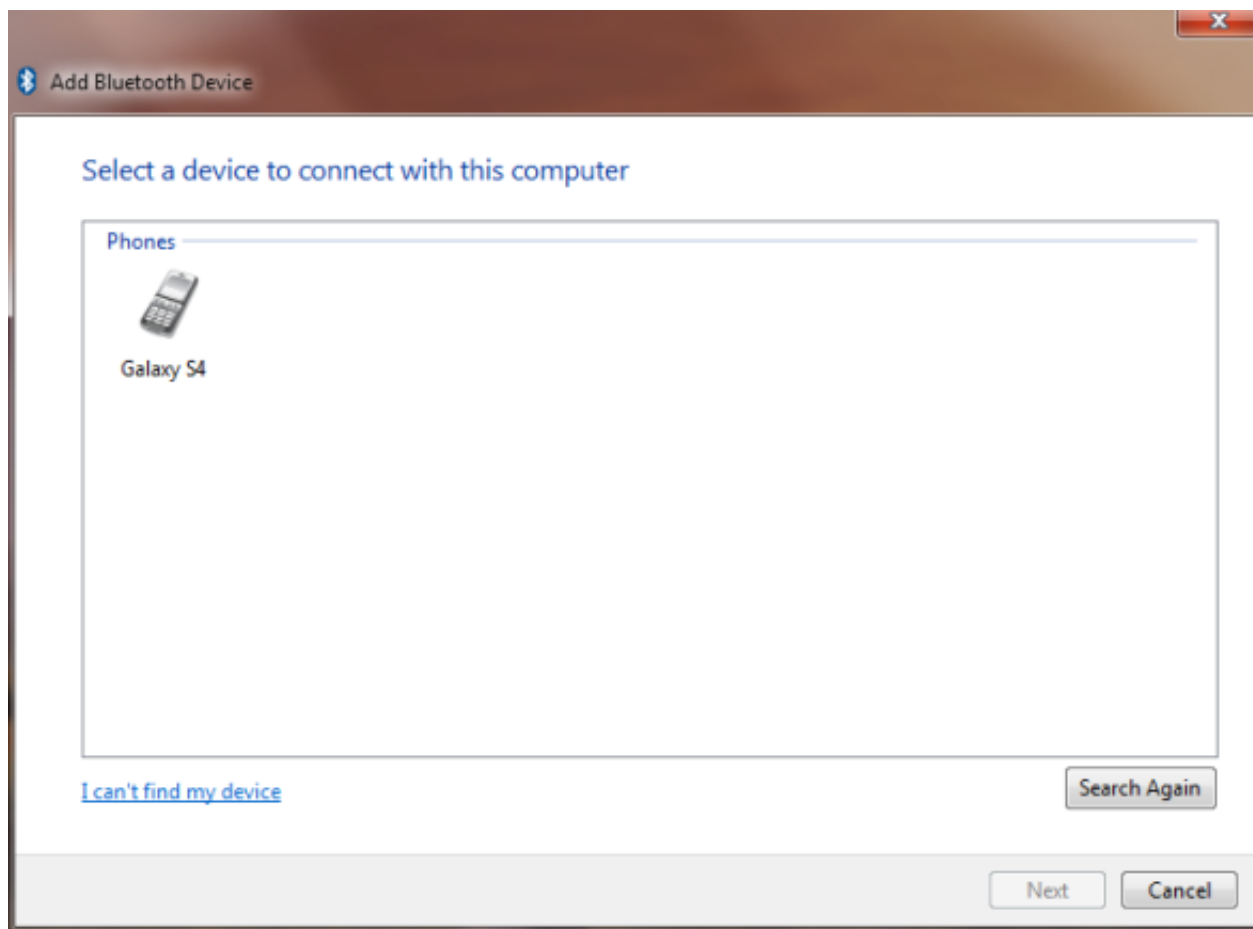 Add Bluetooth Device
Select a device to connect with this computer
Phones
Galaxy S4
I can't find my device
Search Again
Next
Cancel